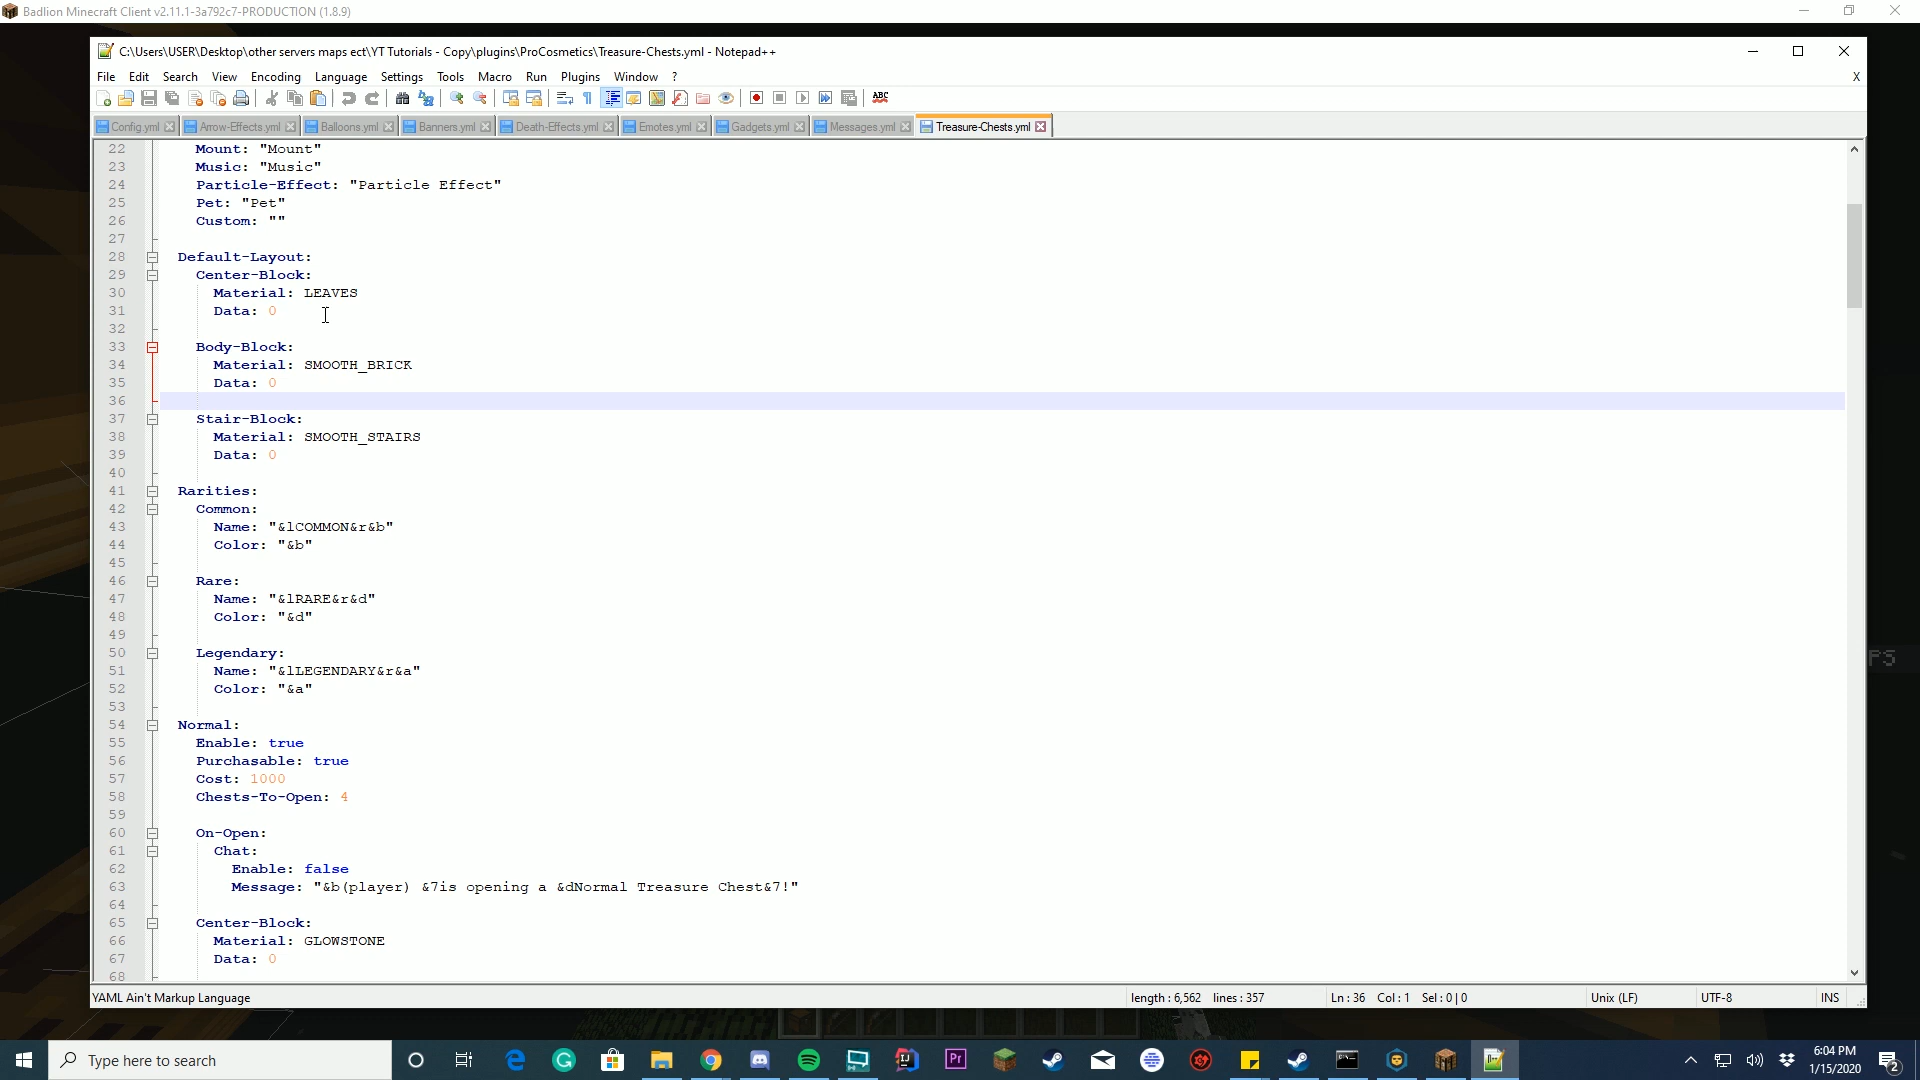 Badlion Minecraft Client v2.11.1-3a792c7-PRODUCTION (1.8.9)
C:\Users\USER\Desktop\other servers maps ect\YT Tutorials - Copy\plugins\ProCosmetics\Treasure-Chests.yml - Notepad++
File Edit Search View Encoding Language Settings Tools Macro Run Plugins Window ? X
Config.yml Arrow-Effects.yml Balloons.yml Banners.yml Death-Effects.yml Emotes.yml Gadgets.yml Messages.yml Treasure-Chests.yml
22 Mount: "Mount"
23 Music: "Music"
24 Particle-Effect: "Particle Effect"
25 Pet: "Pet"
26 Custom: ""
27
28 Default-Layout:
29 Center-Block:
30 Material: LEAVES
31 Data: 0
32
33 Body-Block:
34 Material: SMOOTH_BRICK
35 Data: 0
36
37 Stair-Block:
38 Material: SMOOTH_STAIRS
39 Data: 0
40
41 Rarities:
42 Common:
43 Name: "&lCOMMON&r&b"
44 Color: "&b"
45
46 Rare:
47 Name: "&lRARE&r&d"
48 Color: "&d"
49
50 Legendary:
51 Name: "&lLEGENDARY&r&a"
52 Color: "&a"
53
54 Normal:
55 Enable: true
56 Purchasable: true
57 Cost: 1000
58 Chests-To-Open: 4
59
60 On-Open:
61 Chat:
62 Enable: false
63 Message: "&b(player) &7is opening a &dNormal Treasure Chest&7!"
64
65 Center-Block:
66 Material: GLOWSTONE
67 Data: 0
68
YAML Ain't Markup Language length : 6,562 lines : 357 Ln : 36 Col : 1 Sel : 0 | 0 Unix (LF) UTF-8 INS
PS
Type here to search
6:04 PM
1/15/2020
2